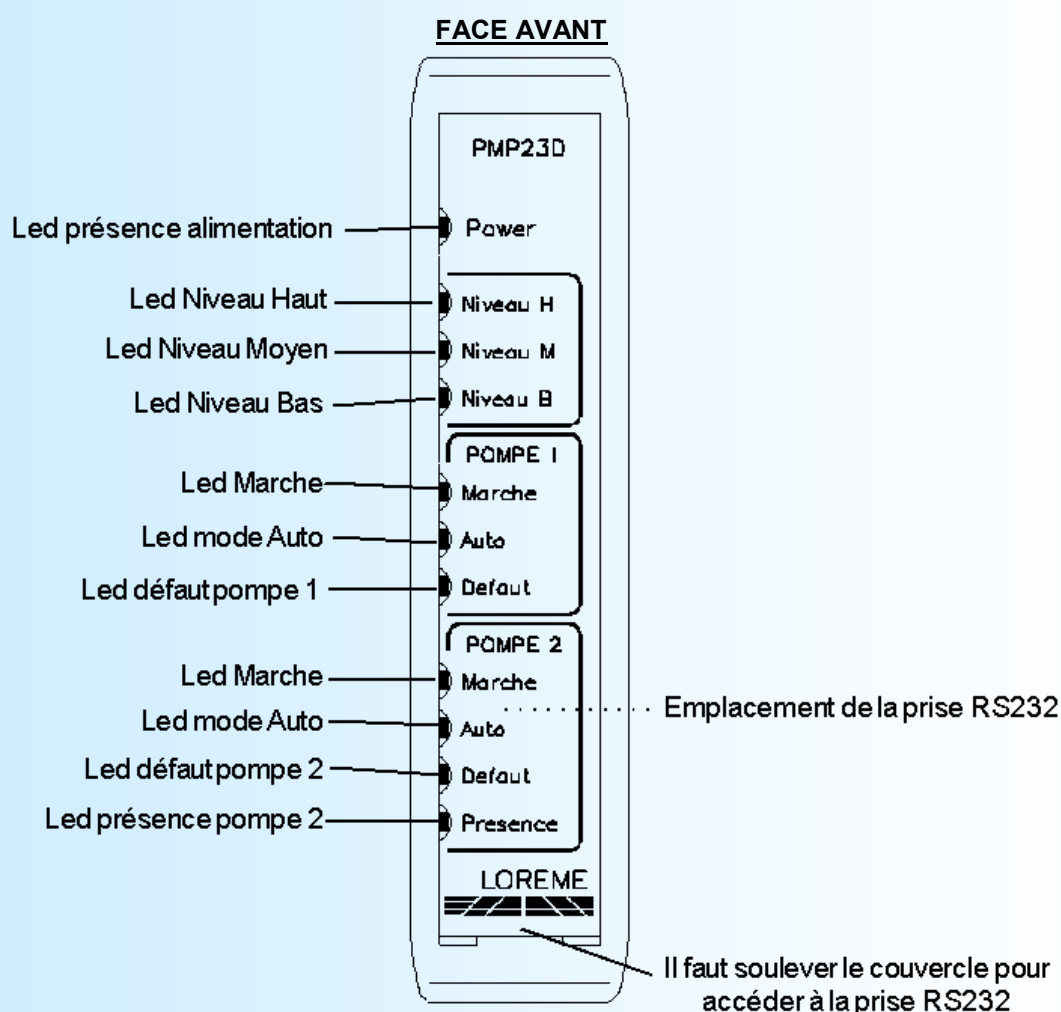 FACE AVANT
PMP23D
Led présence alimentation
Power
Led Niveau Haut
Niveau H
Led Niveau Moyen
Niveau M
Led Niveau Bas
Niveau B
POMPE 1
Led Marche
Marche
Led mode Auto
Auto
Led défaut pompe 1
Defaut
POMPE 2
Led Marche
Marche
Emplacement de la prise RS232
Led mode Auto
Auto
Led défaut pompe 2
Defaut
Led présence pompe 2
Presence
LOREME
Il faut soulever le couvercle pour
accéder à la prise RS232